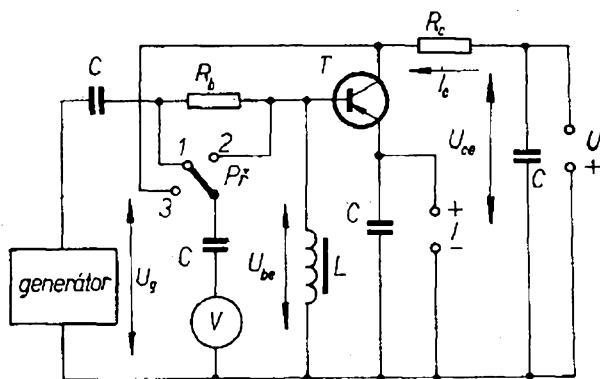 R_c
C
R_b
T
I_c
U_ce
U
+
1
2
Př
3
C
C
C
+
I
-
generátor
U_g
U_be
L
V